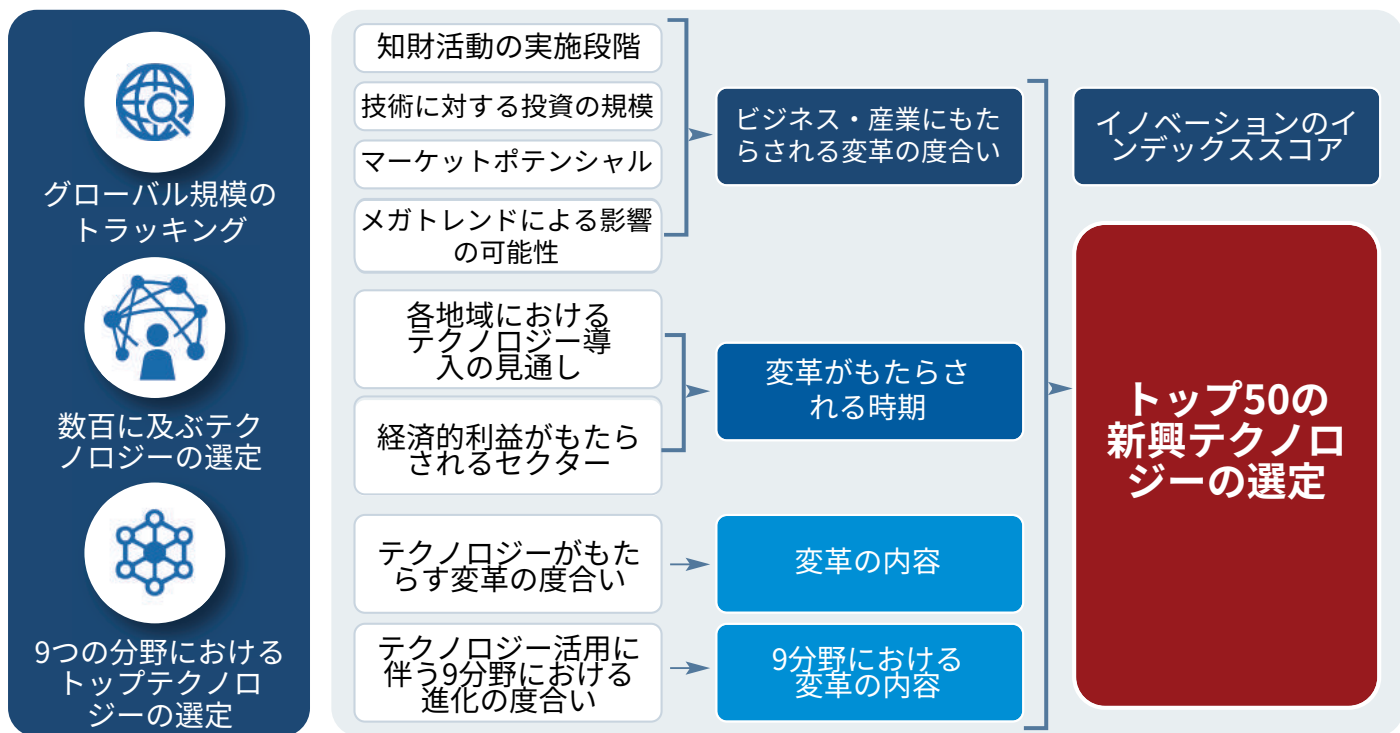 グローバル規模の
トラッキング
数百に及ぶテク
ノロジーの選定
9つの分野における
トップテクノロ
ジーの選定
知財活動の実施段階
技術に対する投資の規模
マーケットポテンシャル
メガトレンドによる影響
の可能性
各地域における
テクノロジー導
入の見通し
経済的利益がもたら
されるセクター
テクノロジーがもた
らす変革の度合い
テクノロジー活用に
伴う9分野における
進化の度合い
ビジネス・産業にもた
らされる変革の度合い
変革がもたらさ
れる時期
変革の内容
9分野における
変革の内容
イノベーションのイ
ンデックススコア
トップ50の
新興テクノロ
ジーの選定